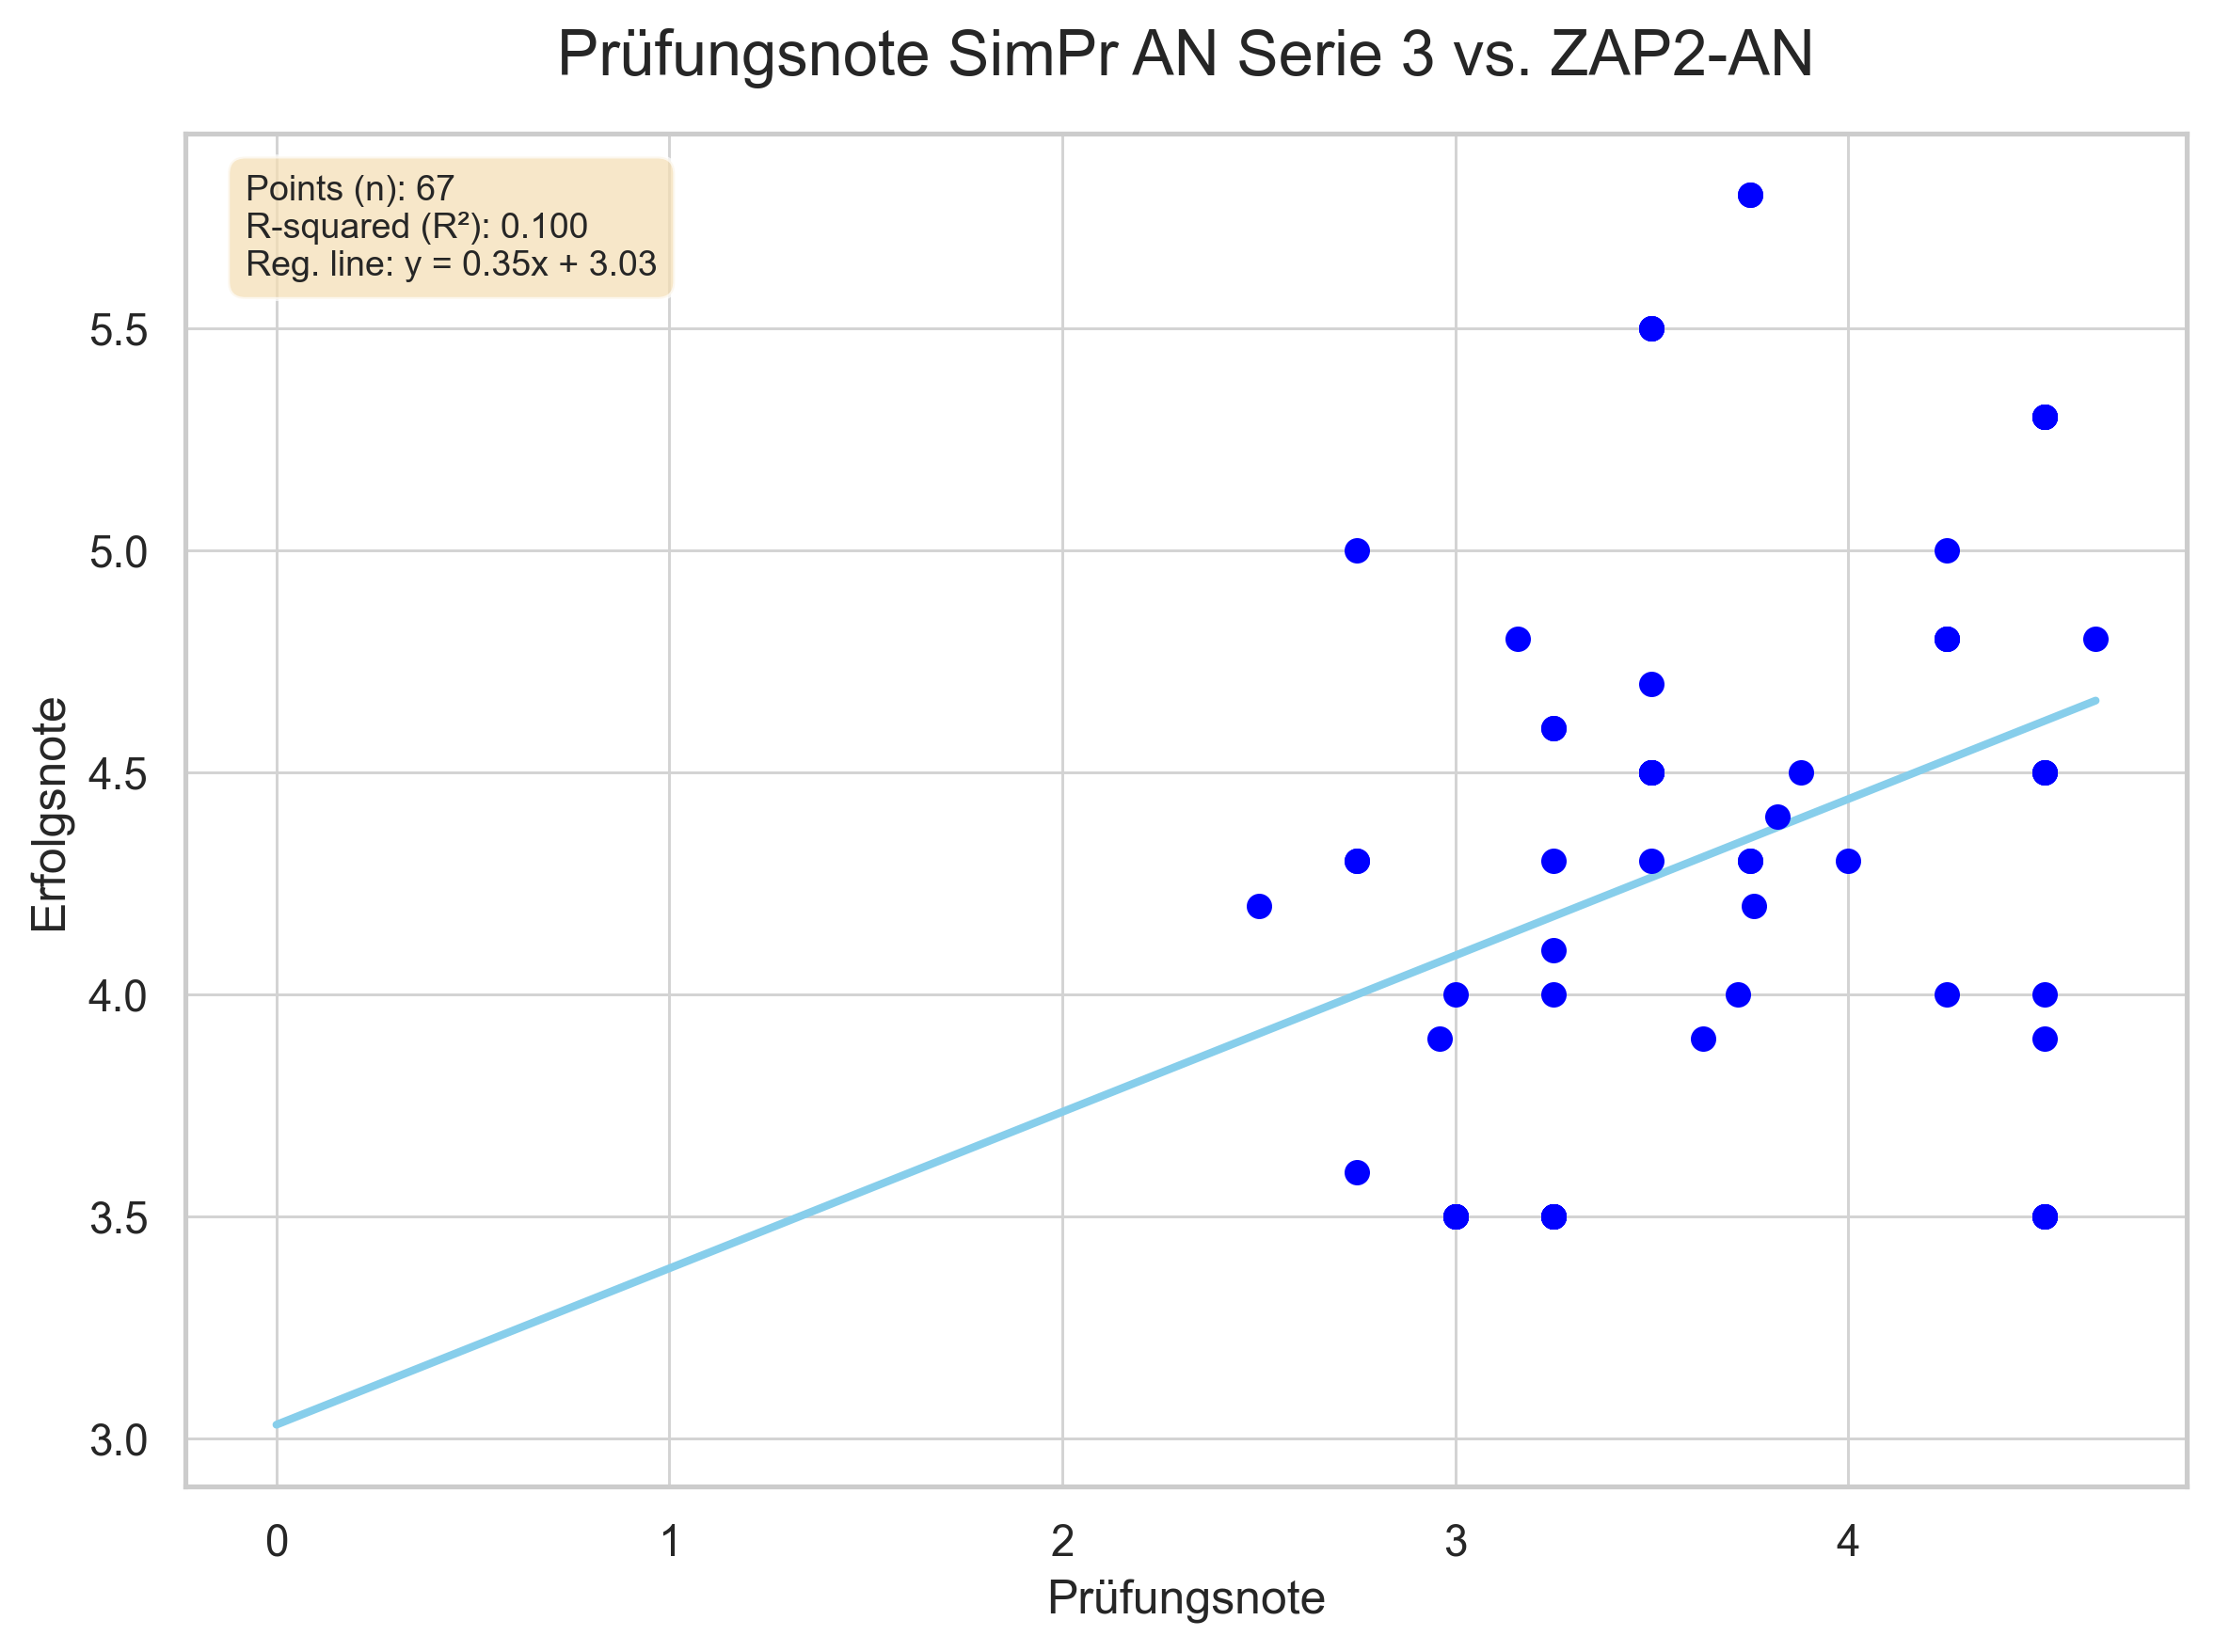 Prüfungsnote SimPr AN Serie 3 vs. ZAP2-AN
Points (n): 67
R-squared (R²): 0.100
Reg. line: y = 0.35x + 3.03
5.5
5.0
4.5
4.0
3.5
3.0
Erfolgsnote
0 1 2 3 4
Prüfungsnote